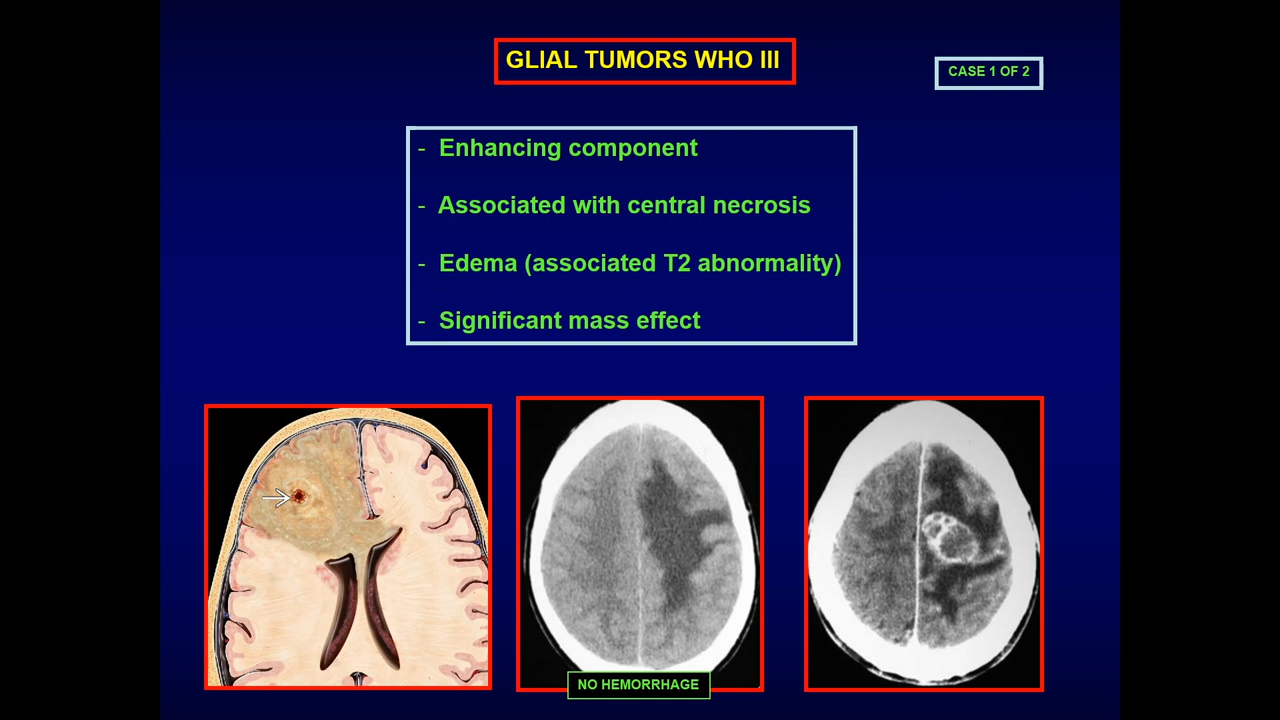 GLIAL TUMORS WHO III
CASE 1 OF 2
- Enhancing component
- Associated with central necrosis
- Edema (associated T2 abnormality)
- Significant mass effect
NO HEMORRHAGE